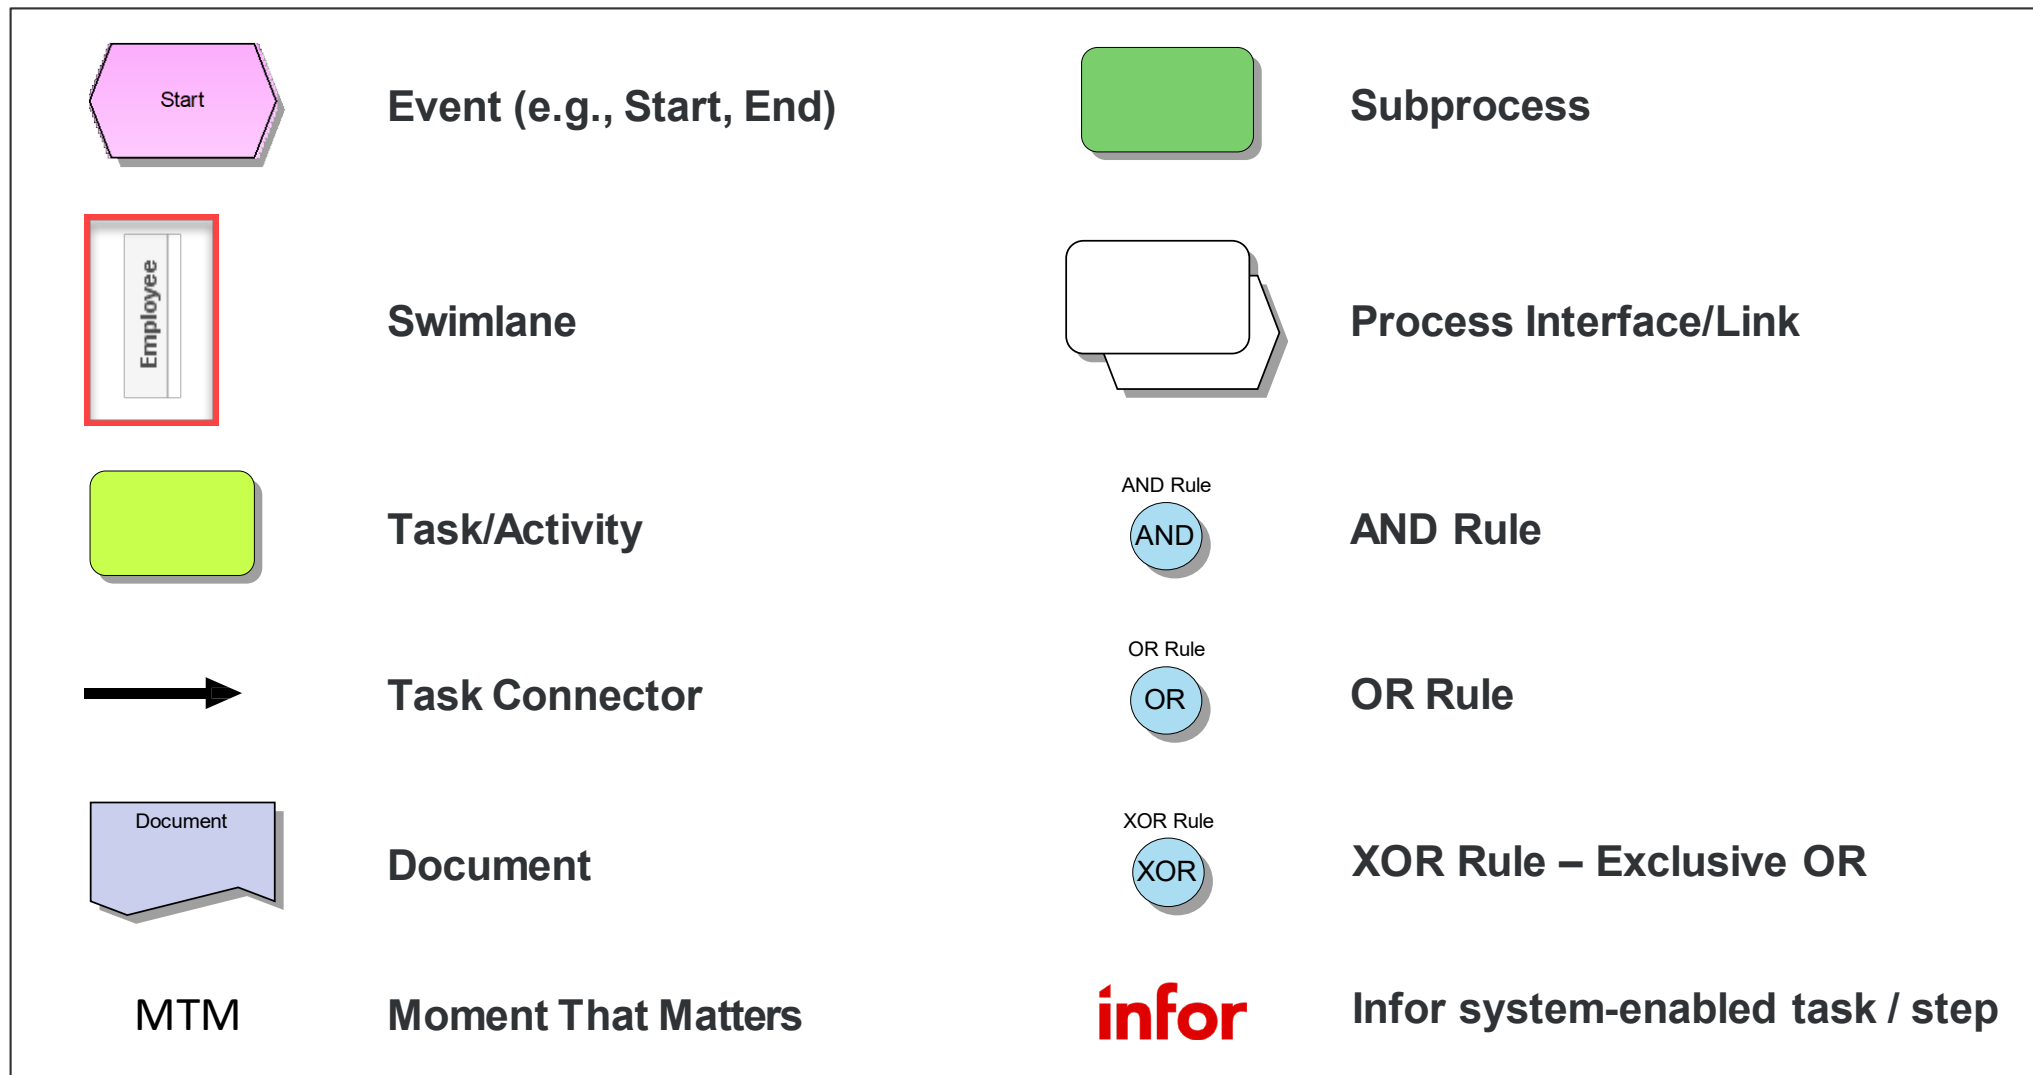 Start
Event (e.g., Start, End)
Subprocess
Employee
Swimlane
Process Interface/Link
Task/Activity
AND Rule
AND
AND Rule
Task Connector
OR Rule
OR
OR Rule
Document
Document
XOR Rule
XOR
XOR Rule – Exclusive OR
MTM
Moment That Matters
infor
Infor system-enabled task / step